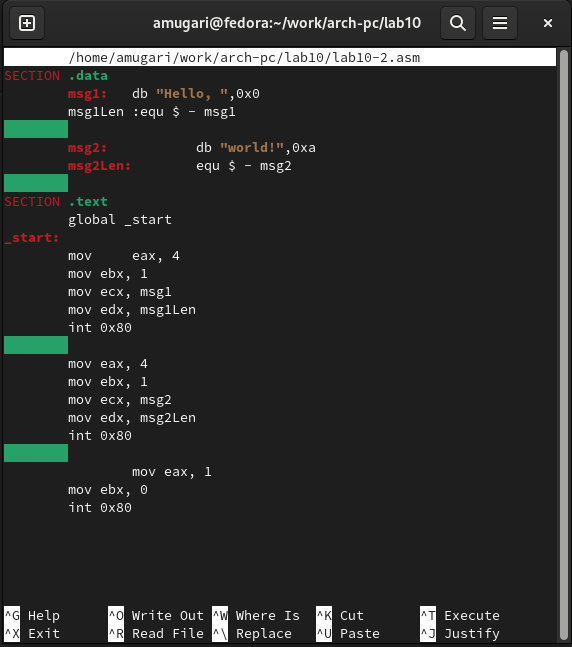 amugari@fedora:~/work/arch-pc/lab10
/home/amugari/work/arch-pc/lab10/lab10-2.asm
SECTION .data
msg1: db "Hello, ",0x0
msg1Len :equ $ - msg1
msg2: db "world!",0xa
msg2Len: equ $ - msg2
SECTION .text
global _start
_start:
mov eax, 4
mov ebx, 1
mov ecx, msg1
mov edx, msg1Len
int 0x80
mov eax, 4
mov ebx, 1
mov ecx, msg2
mov edx, msg2Len
int 0x80
mov eax, 1
mov ebx, 0
int 0x80
^G Help ^O Write Out ^W Where Is ^K Cut ^T Execute
^X Exit ^R Read File ^\ Replace ^U Paste ^J Justify